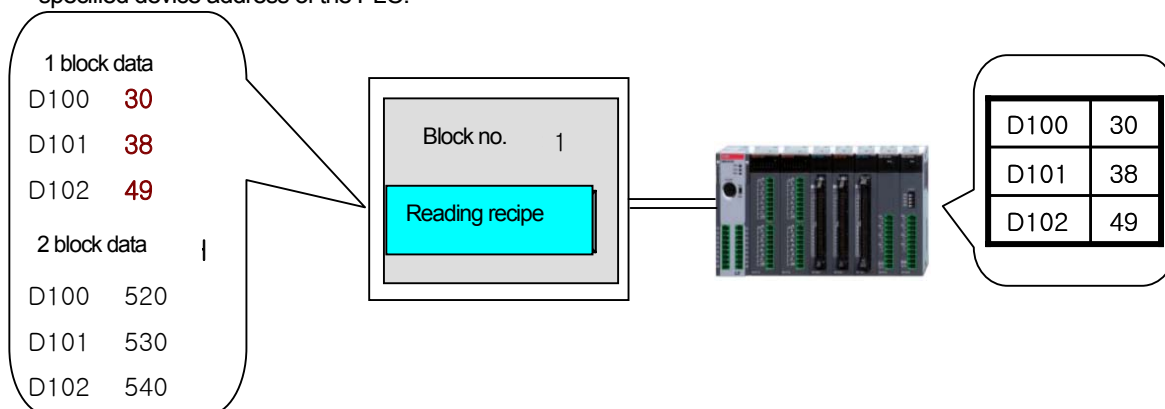 specified device address of the PLC.
1 block data
D100 30
D101 38
D102 49
2 block data
D100 520
D101 530
D102 540
Block no. 1
Reading recipe
D100 30
D101 38
D102 49